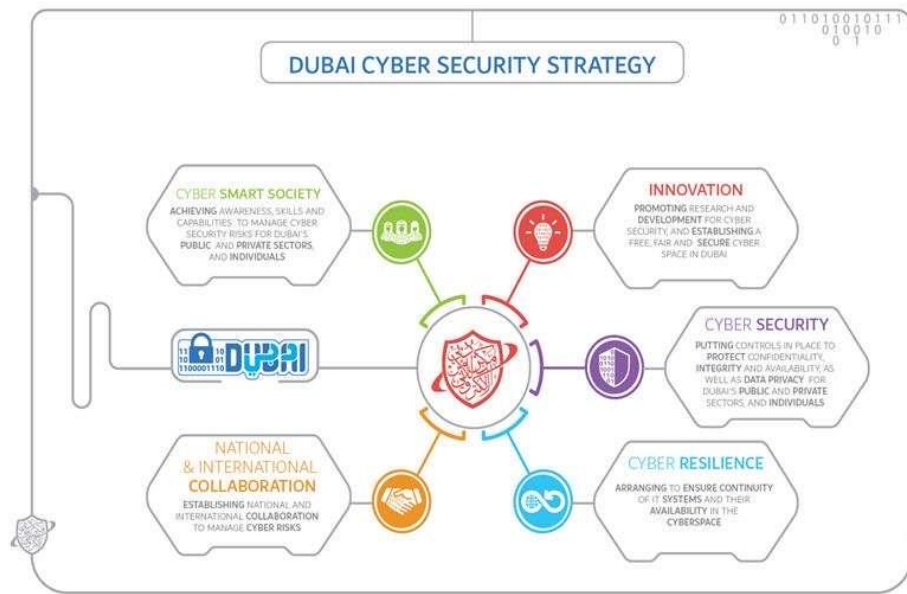 011010010111
010010
0 1
DUBAI CYBER SECURITY STRATEGY
CYBER SMART SOCIETY
ACHIEVING AWARENESS, SKILLS AND
CAPABILITIES TO MANAGE CYBER
SECURITY RISKS FOR DUBAI'S
PUBLIC AND PRIVATE SECTORS,
AND INDIVIDUALS
INNOVATION
PROMOTING RESEARCH AND
DEVELOPMENT FOR CYBER
SECURITY, AND ESTABLISHING A
FREE, FAIR AND SECURE CYBER
SPACE IN DUBAI
CYBER SECURITY
PUTTING CONTROLS IN PLACE TO
PROTECT CONFIDENTIALITY,
INTEGRITY AND AVAILABILITY, AS
WELL AS DATA PRIVACY FOR
DUBAI'S PUBLIC AND PRIVATE
SECTORS, AND INDIVIDUALS
DUBAI
1100001110
NATIONAL
& INTERNATIONAL
COLLABORATION
ESTABLISHING NATIONAL AND
INTERNATIONAL COLLABORATION
TO MANAGE CYBER RISKS
CYBER RESILIENCE
ARRANGING TO ENSURE CONTINUITY
OF IT SYSTEMS AND THEIR
AVAILABILITY IN THE
CYBERSPACE